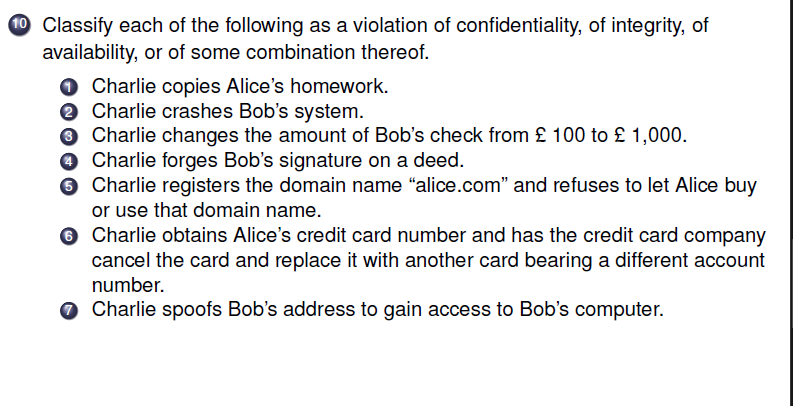 10 Classify each of the following as a violation of confidentiality, of integrity, of
availability, or of some combination thereof.
1 Charlie copies Alice's homework.
2 Charlie crashes Bob's system.
3 Charlie changes the amount of Bob's check from £ 100 to £ 1,000.
4 Charlie forges Bob's signature on a deed.
5 Charlie registers the domain name “alice.com” and refuses to let Alice buy
or use that domain name.
6 Charlie obtains Alice's credit card number and has the credit card company
cancel the card and replace it with another card bearing a different account
number.
7 Charlie spoofs Bob's address to gain access to Bob's computer.